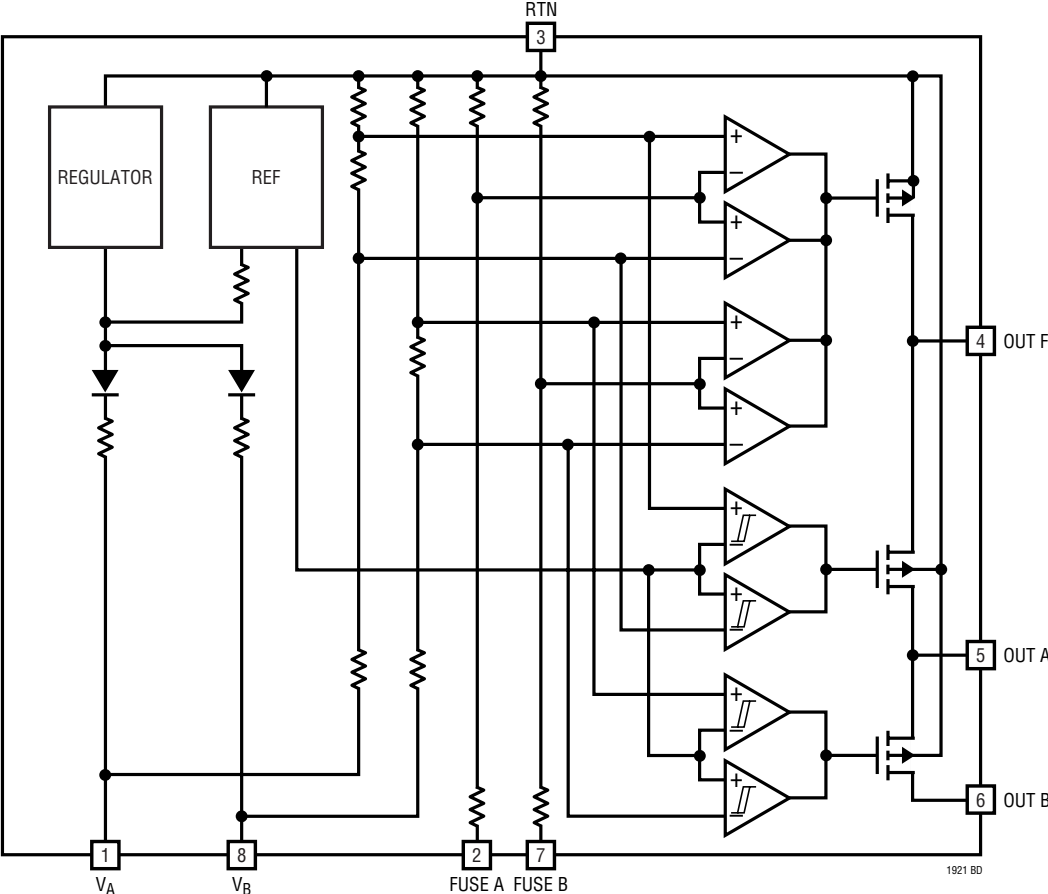 RTN
3
REGULATOR
REF
+
−
+
−
+
−
+
−
4 OUT F
+
−
+
−
5 OUT A
+
−
+
−
6 OUT B
1
8
2
7
VA
VB
FUSE A
FUSE B
1921 BD